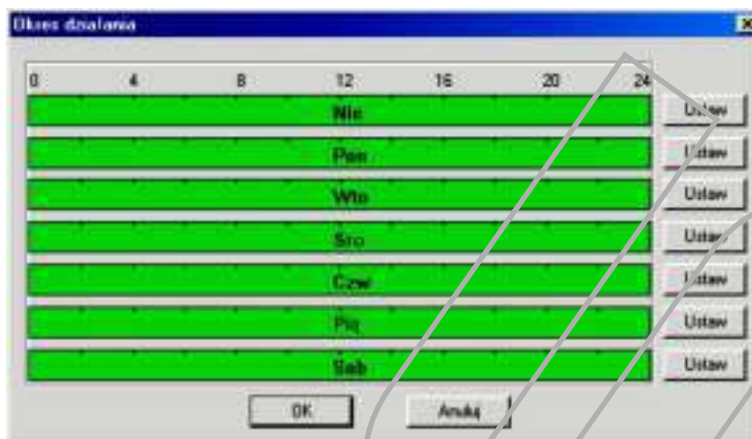 Okres działania
0 4 8 12 16 20 24
Nie Ustaw
Pon Ustaw
Wto Ustaw
Sro Ustaw
Czw Ustaw
Pią Ustaw
Sob Ustaw
OK Anuluj